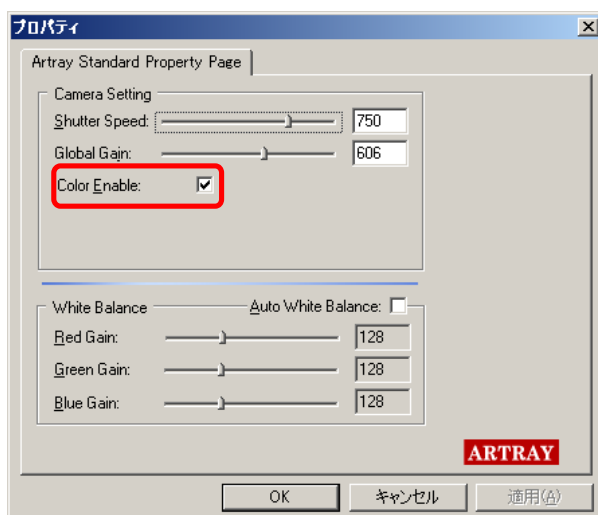 プロパティ
Artray Standard Property Page
Camera Setting
Shutter Speed: 750
Global Gain: 606
Color Enable:
White Balance Auto White Balance:
Red Gain: 128
Green Gain: 128
Blue Gain: 128
ARTRAY
OK キャンセル 適用(A)